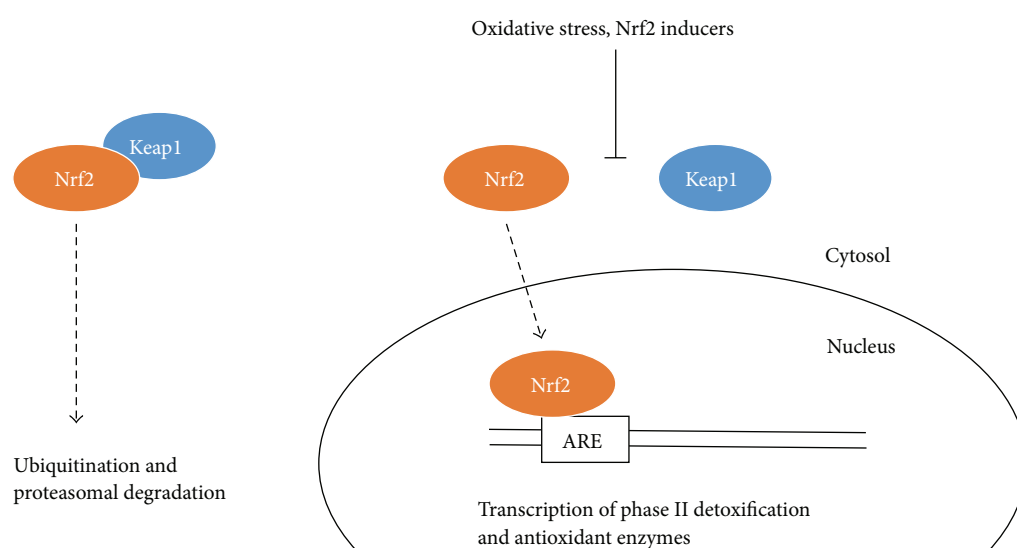 Oxidative stress, Nrf2 inducers
Keap1
Nrf2
Nrf2
Keap1
Cytosol
Nucleus
Nrf2
ARE
Ubiquitination and
proteasomal degradation
Transcription of phase II detoxification
and antioxidant enzymes